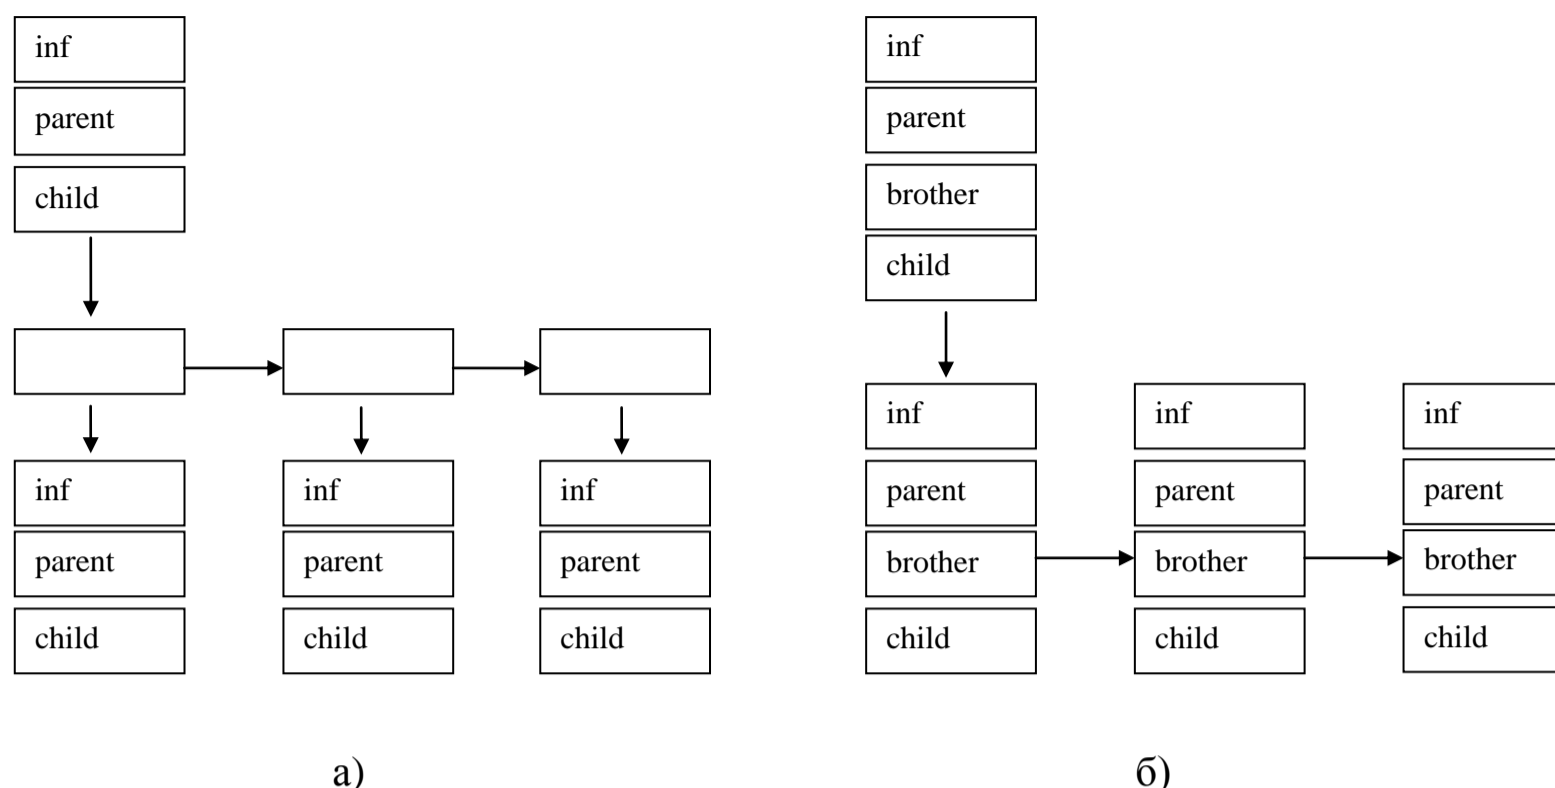 inf
parent
child
inf
parent
child
inf
parent
child
inf
parent
child
а)
inf
parent
brother
child
inf
parent
brother
child
inf
parent
brother
child
inf
parent
brother
child
б)